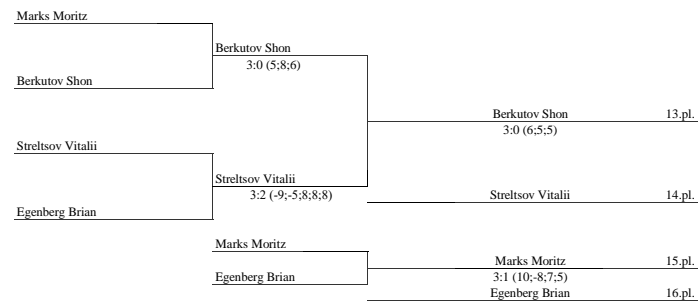 Marks Moritz
Berkutov Shon
3:0 (5;8;6)
Berkutov Shon
Berkutov Shon 13.pl.
3:0 (6;5;5)
Streltsov Vitalii
Streltsov Vitalii
3:2 (-9;-5;8;8;8)
Streltsov Vitalii 14.pl.
Egenberg Brian
Marks Moritz
Marks Moritz 15.pl.
Egenberg Brian
3:1 (10;-8;7;5)
Egenberg Brian 16.pl.